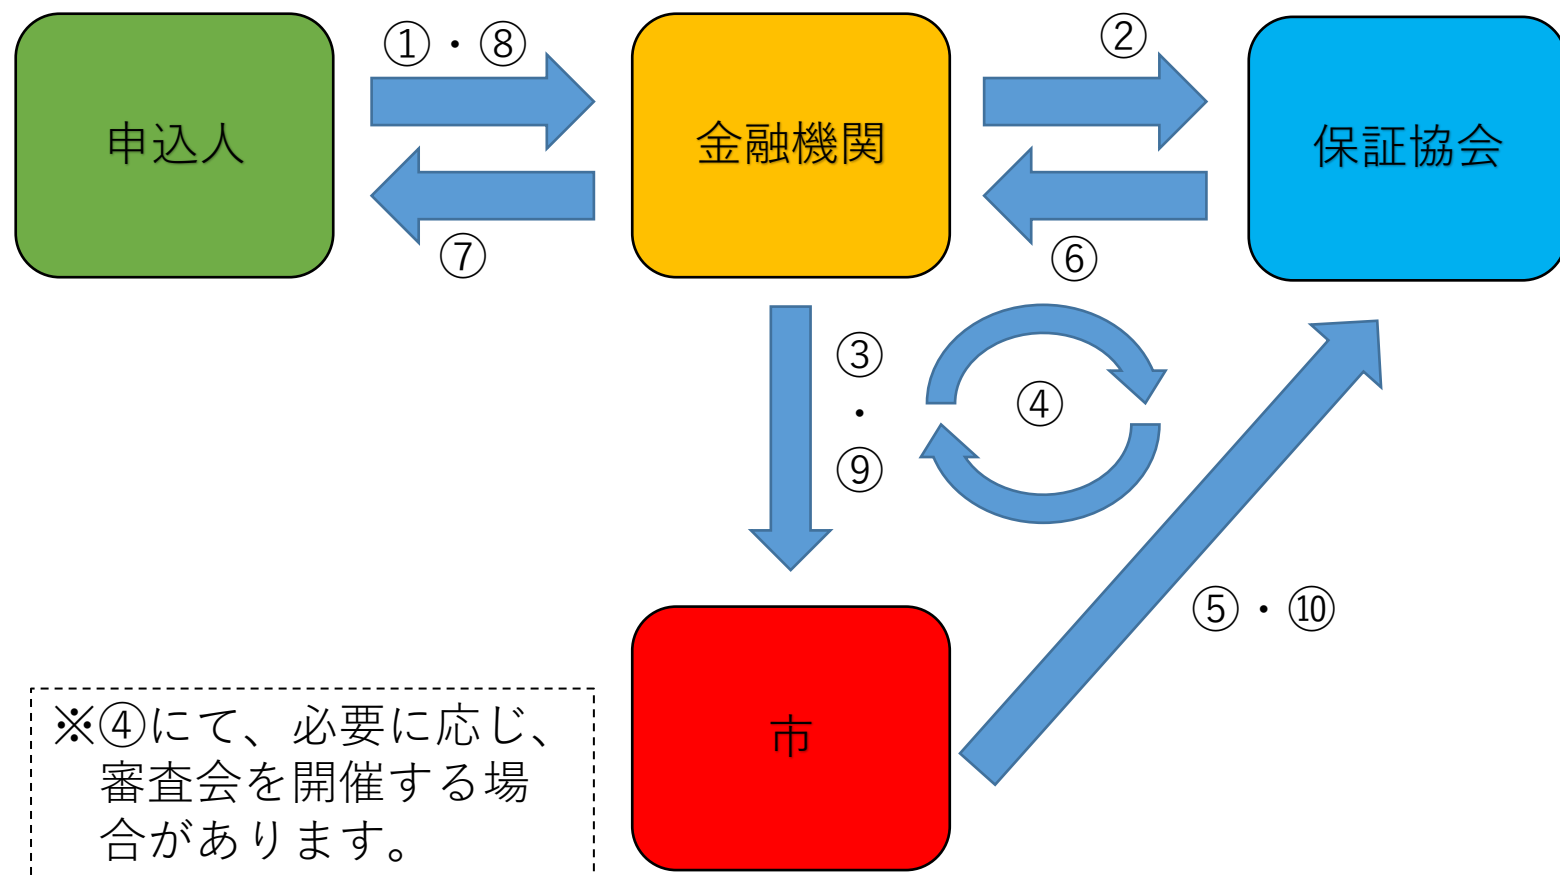 ①・⑧
②
申込人
金融機関
保証協会
⑦
⑥
③
・
⑨
④
⑤・⑩
市
※④にて、必要に応じ、
審査会を開催する場
合があります。